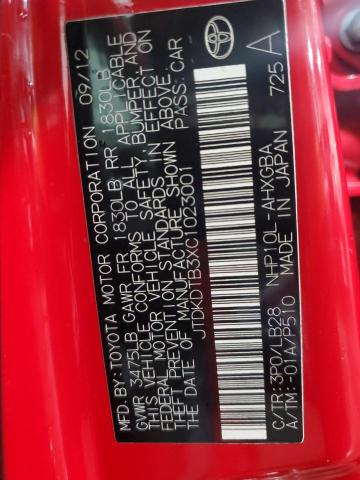 MFD.BY:TOYOTA MOTOR CORPORATION 09/12
GVWR 3475LB GAWR FR 1830LB RR 1830LB
THIS VEHICLE CONFORMS TO ALL APPLICABLE
FEDERAL MOTOR VEHICLE SAFETY, BUMPER, AND
THEFT PREVENTION STANDARDS IN EFFECT ON
THE DATE OF MANUFACTURE SHOWN ABOVE.
JTDKDTB3XC1023001 PASS. CAR
C/TR:3P0/LB28 NHP10L-AHXGBA
A/TM:-01A/P510 MADE IN JAPAN 725 A
TOYOTA